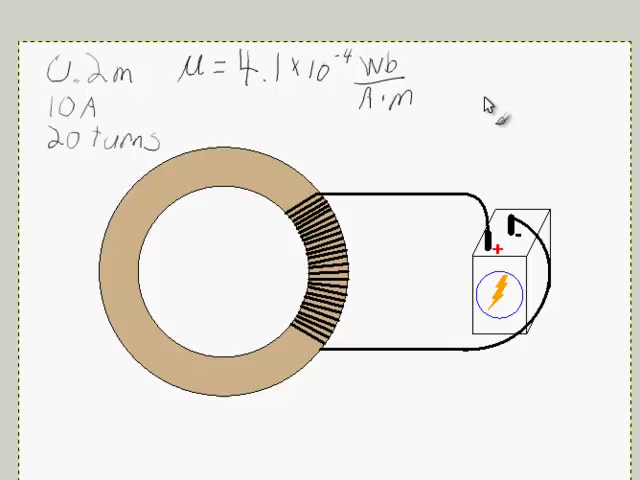 0.2m
μ = 4.1×10⁻⁴ Wb/A·m
10A
20 turns
+ -